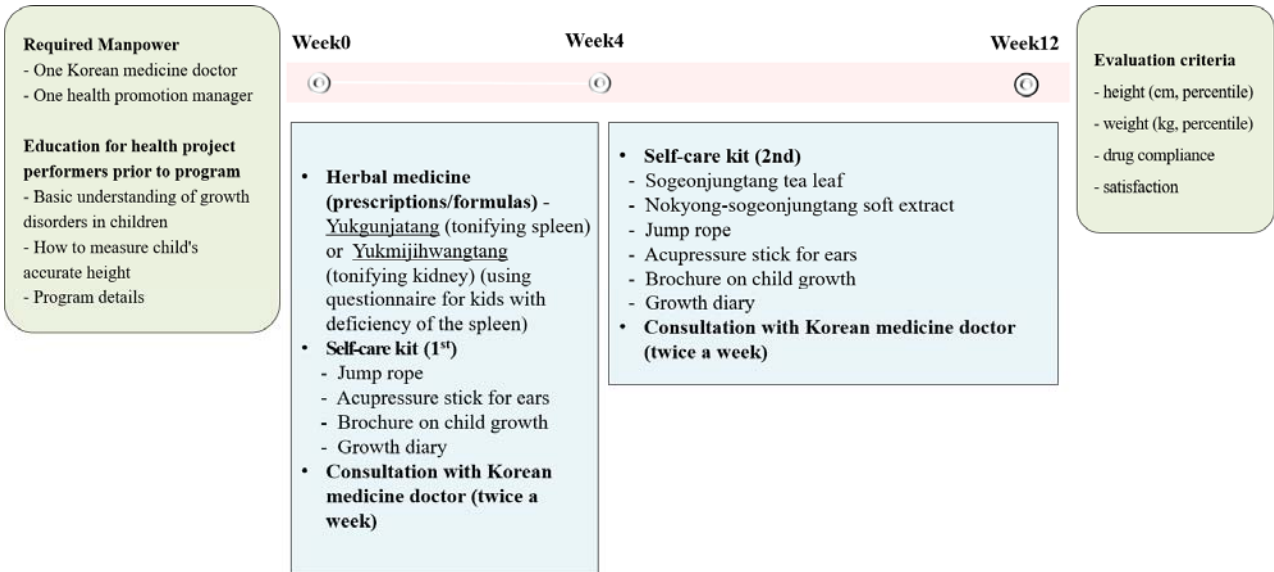 Required Manpower
- One Korean medicine doctor
- One health promotion manager
Education for health project
performers prior to program
- Basic understanding of growth
disorders in children
- How to measure child's
accurate height
- Program details
Week0
Week4
Week12
• Herbal medicine
(prescriptions/formulas) -
Yukgunjatang (tonifying spleen)
or Yukmijihwangtang
(tonifying kidney) (using
questionnaire for kids with
deficiency of the spleen)
• Self-care kit (1st)
- Jump rope
- Acupressure stick for ears
- Brochure on child growth
- Growth diary
• Consultation with Korean
medicine doctor (twice a
week)
• Self-care kit (2nd)
- Sogeonjungtang tea leaf
- Nokyong-sogeonjungtang soft extract
- Jump rope
- Acupressure stick for ears
- Brochure on child growth
- Growth diary
• Consultation with Korean medicine doctor
(twice a week)
Evaluation criteria
- height (cm, percentile)
- weight (kg, percentile)
- drug compliance
- satisfaction